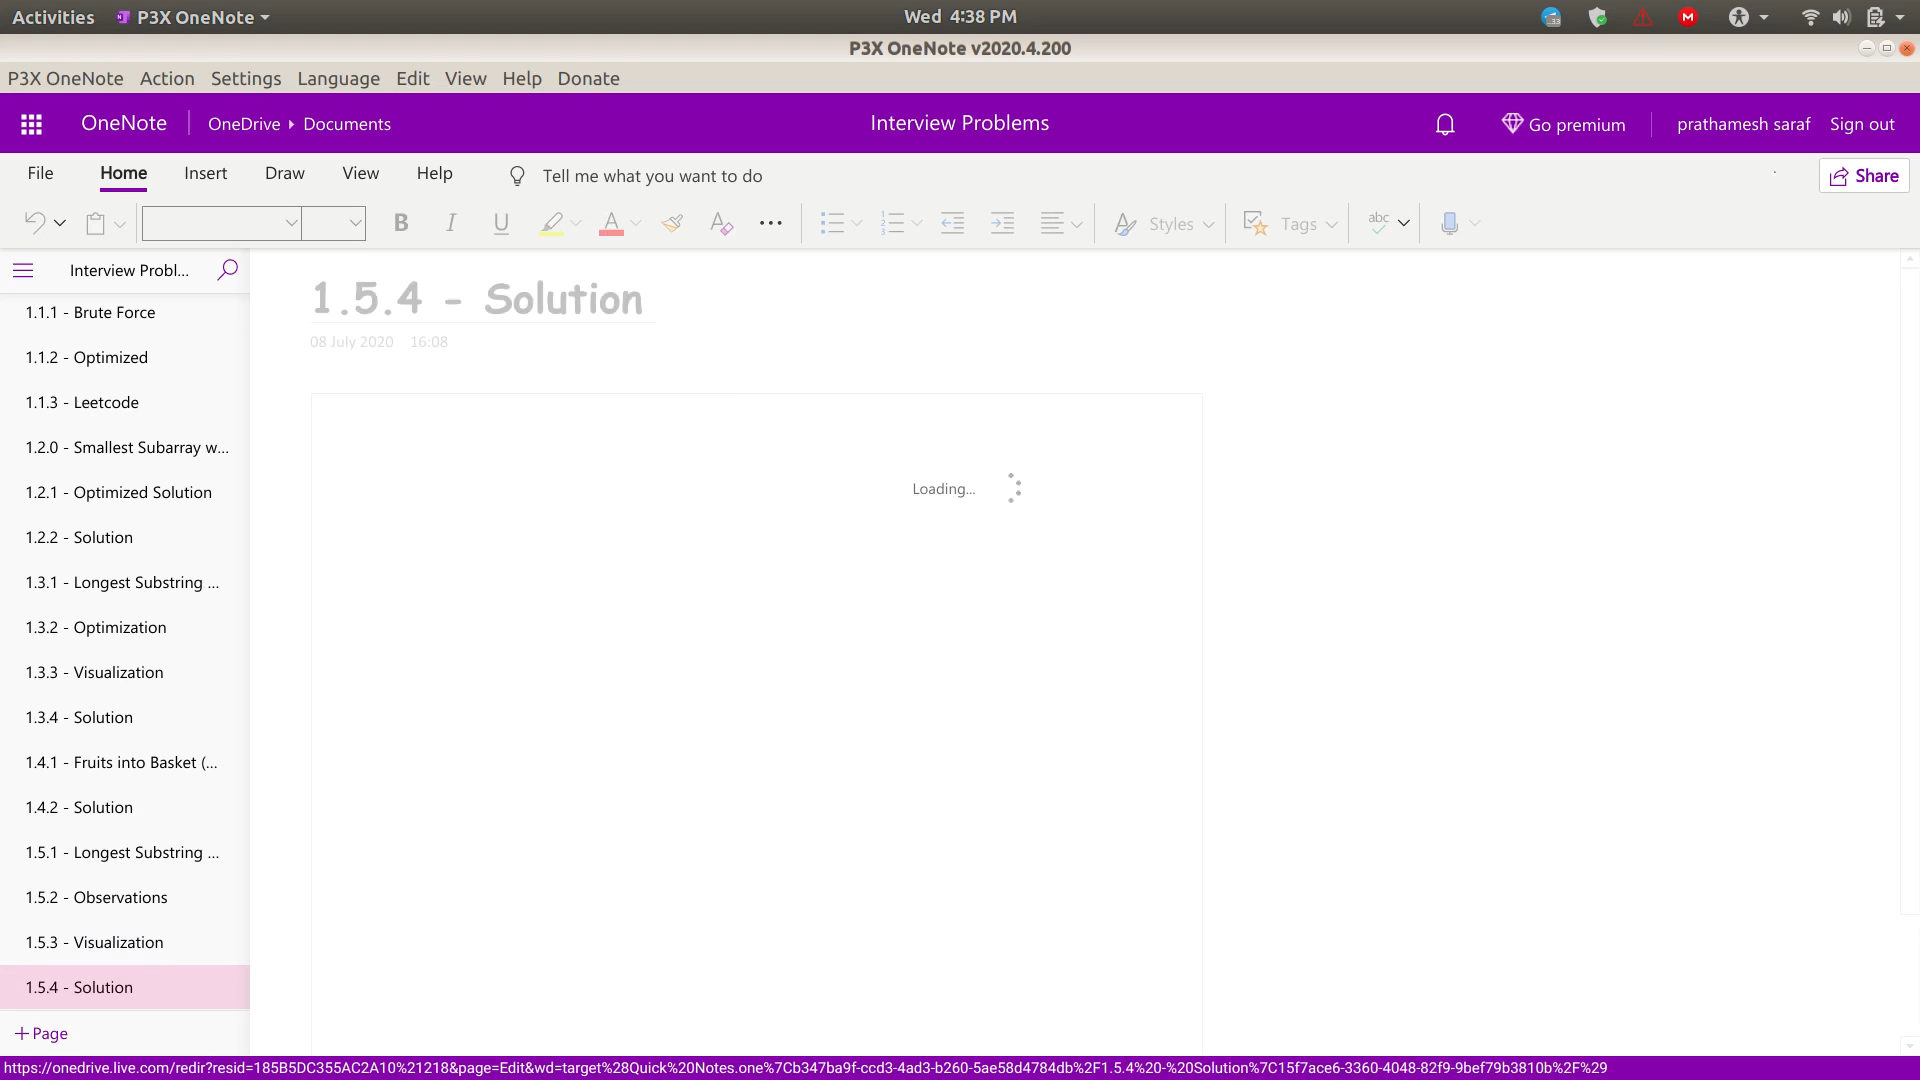 Activities P3X OneNote Wed 4:38 PM 33 M
P3X OneNote v2020.4.200
P3X OneNote Action Settings Language Edit View Help Donate
OneNote OneDrive Documents Interview Problems Go premium prathamesh saraf Sign out
File Home Insert Draw View Help Tell me what you want to do Share
B I U A A Styles Tags abc
Interview Probl...
1.1.1 - Brute Force
1.1.2 - Optimized
1.1.3 - Leetcode
1.2.0 - Smallest Subarray w...
1.2.1 - Optimized Solution
1.2.2 - Solution
1.3.1 - Longest Substring ...
1.3.2 - Optimization
1.3.3 - Visualization
1.3.4 - Solution
1.4.1 - Fruits into Basket (...
1.4.2 - Solution
1.5.1 - Longest Substring ...
1.5.2 - Observations
1.5.3 - Visualization
1.5.4 - Solution
+ Page
1.5.4 - Solution
08 July 2020 16:08
Loading...
https://onedrive.live.com/redir?resid=185B5DC355AC2A10%21218&page=Edit&wd=target%28Quick%20Notes.one%7Cb347ba9f-ccd3-4ad3-b260-5ae58d4784db%2F1.5.4%20-%20Solution%7C15f7ace6-3360-4048-82f9-9bef79b3810b%2F%29